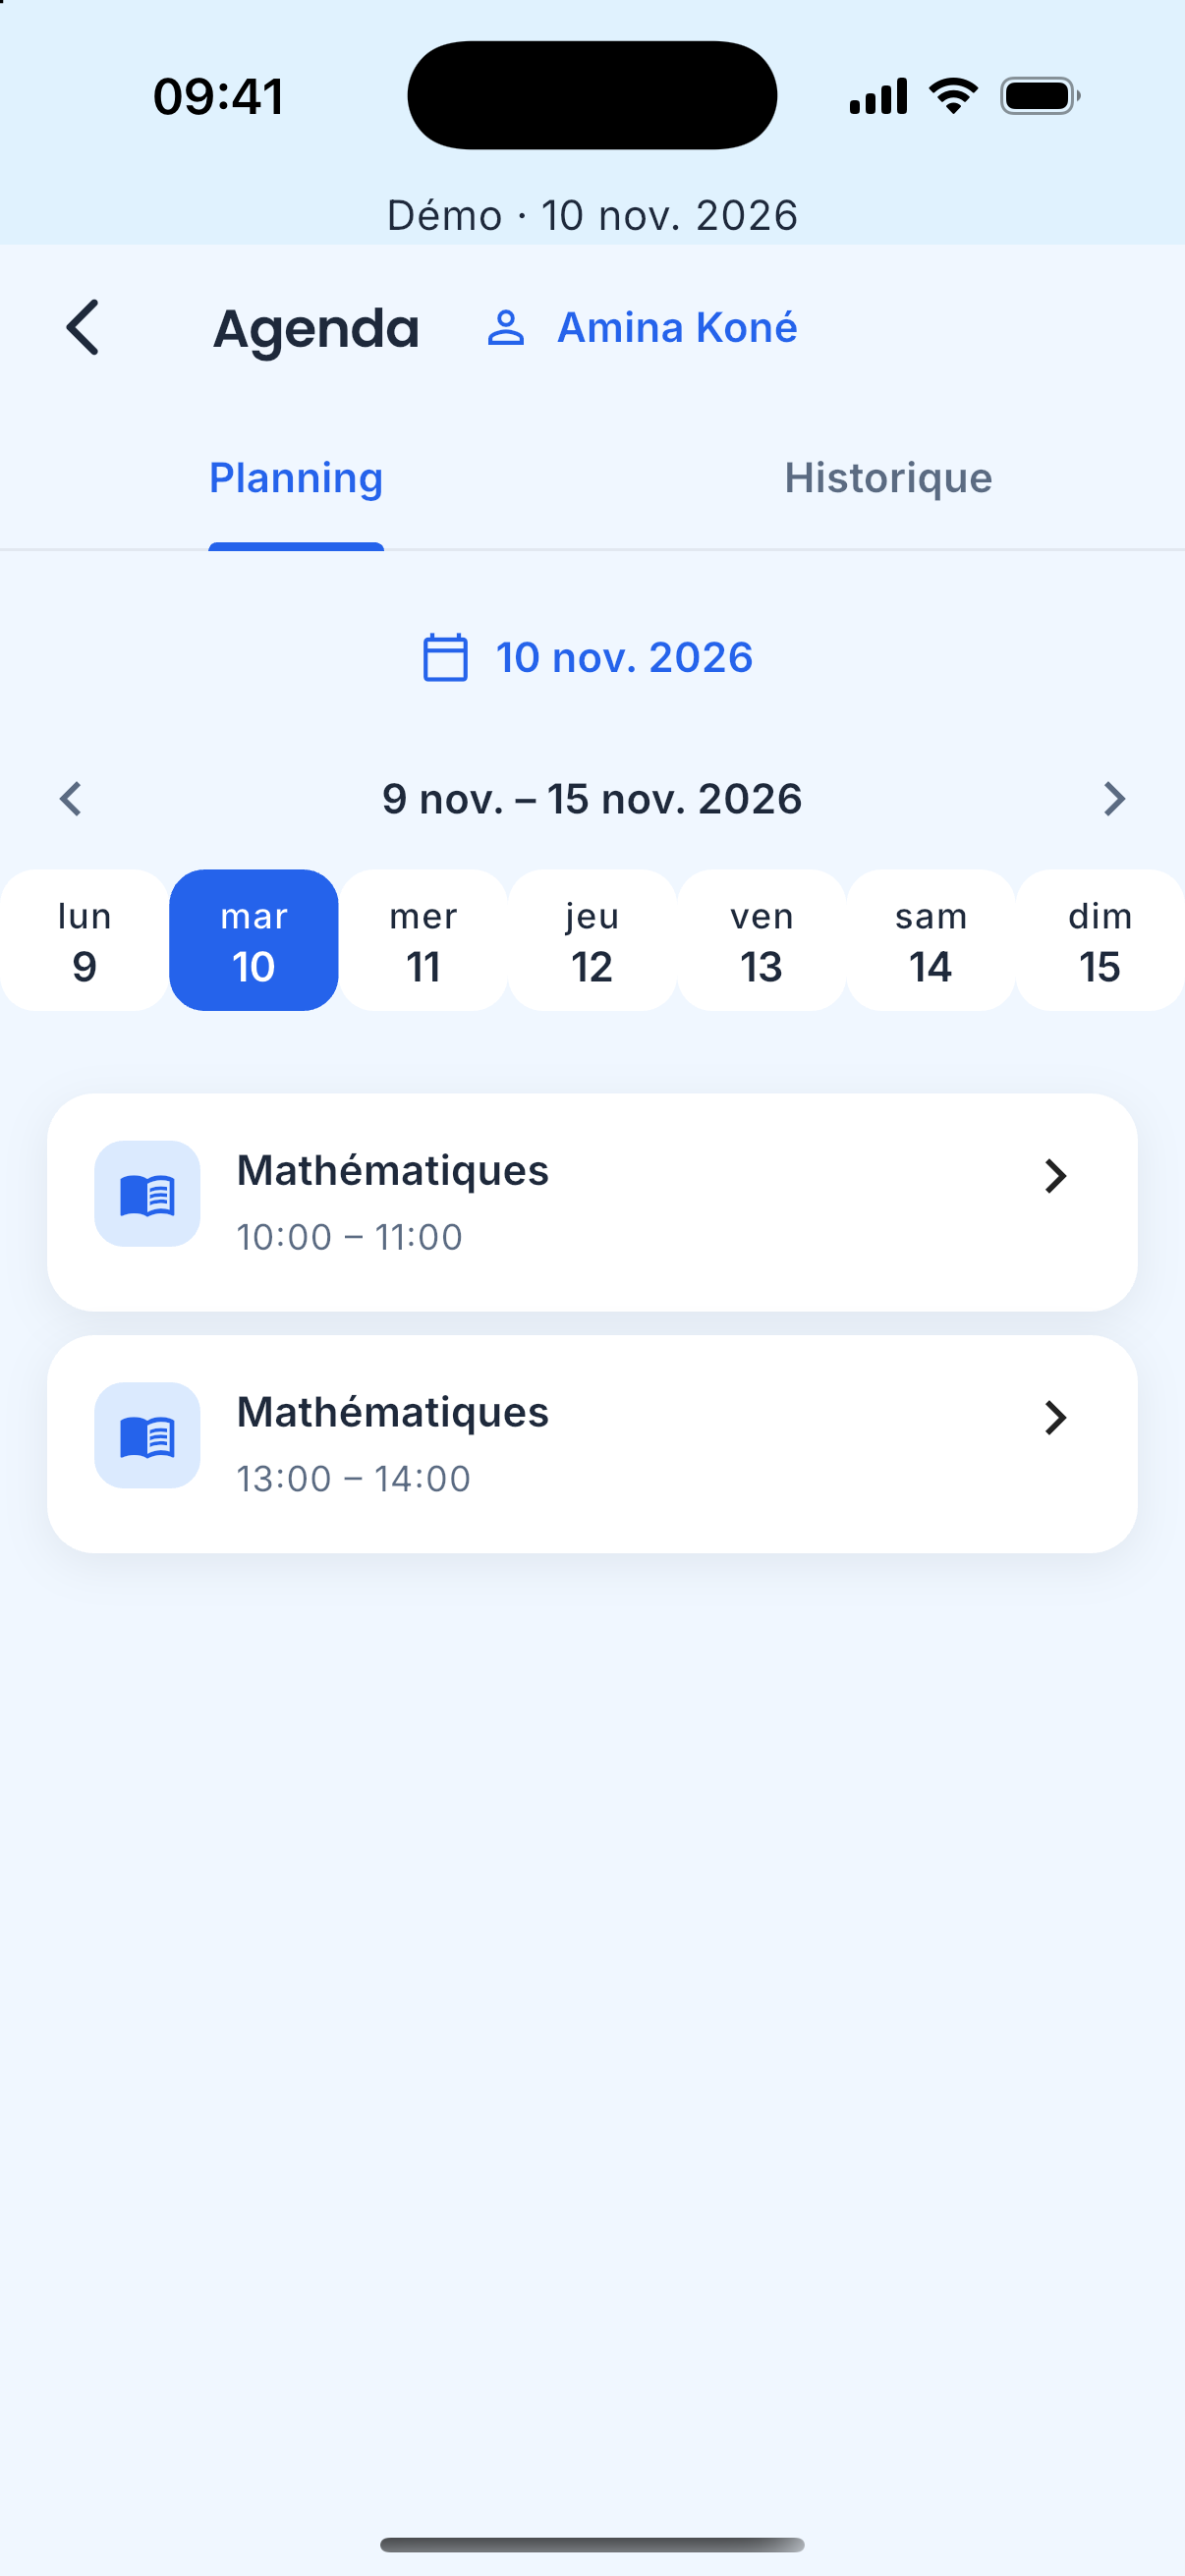 09:41
Démo · 10 nov. 2026
Agenda Amina Koné
Planning Historique
10 nov. 2026
9 nov. – 15 nov. 2026
lun mar mer jeu ven sam dim
9 10 11 12 13 14 15
Mathématiques
10:00 – 11:00
Mathématiques
13:00 – 14:00